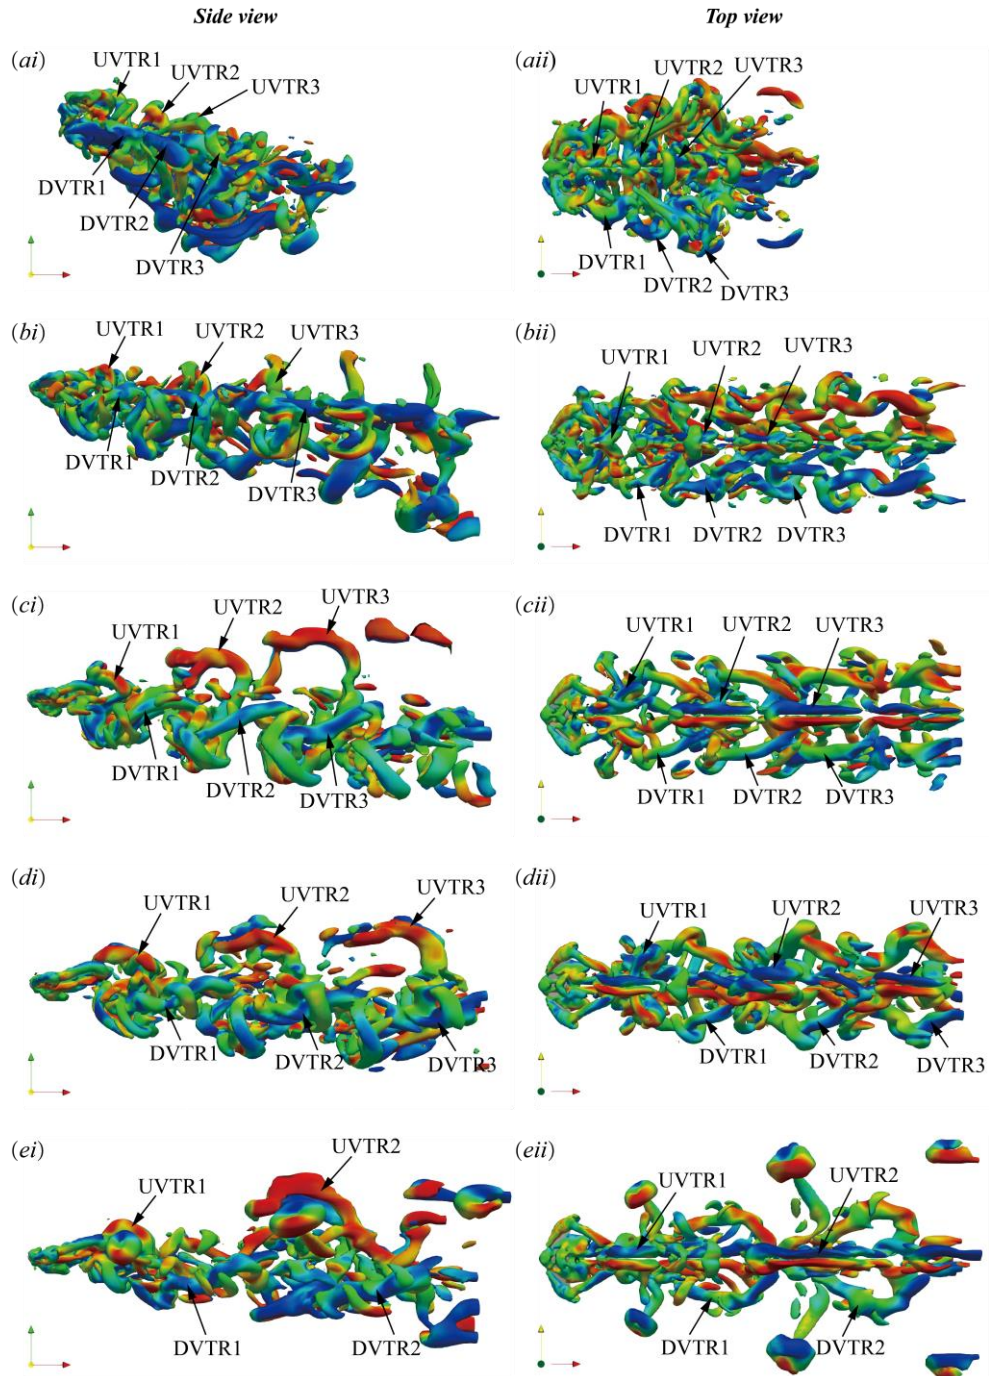 Side view
Top view
(ai)
UVTR1
UVTR2
UVTR3
DVTR1
DVTR2
DVTR3
(aii)
UVTR1
UVTR2
UVTR3
DVTR1
DVTR2
DVTR3
(bi)
UVTR1
UVTR2
UVTR3
DVTR1
DVTR2
DVTR3
(bii)
UVTR1
UVTR2
UVTR3
DVTR1
DVTR2
DVTR3
(ci)
UVTR1
UVTR2
UVTR3
DVTR1
DVTR2
DVTR3
(cii)
UVTR1
UVTR2
UVTR3
DVTR1
DVTR2
DVTR3
(di)
UVTR1
UVTR2
UVTR3
DVTR1
DVTR2
DVTR3
(dii)
UVTR1
UVTR2
UVTR3
DVTR1
DVTR2
DVTR3
(ei)
UVTR1
UVTR2
DVTR1
DVTR2
(eii)
UVTR1
UVTR2
DVTR1
DVTR2